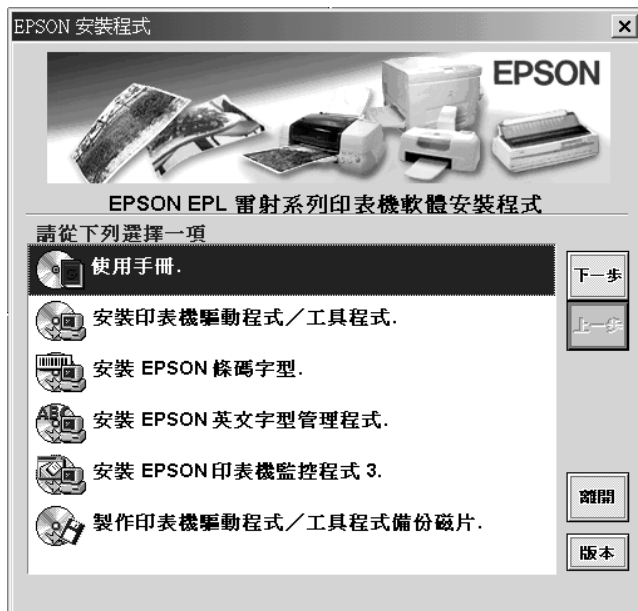 EPSON 安裝程式
EPSON
EPSON EPL 雷射系列印表機軟體安裝程式
請從下列選擇一項
使用手冊.
安裝印表機驅動程式／工具程式.
安裝 EPSON 條碼字型.
安裝 EPSON 英文字型管理程式.
安裝 EPSON 印表機監控程式 3.
製作印表機驅動程式／工具程式備份磁片.
下一步
上一步
離開
版本